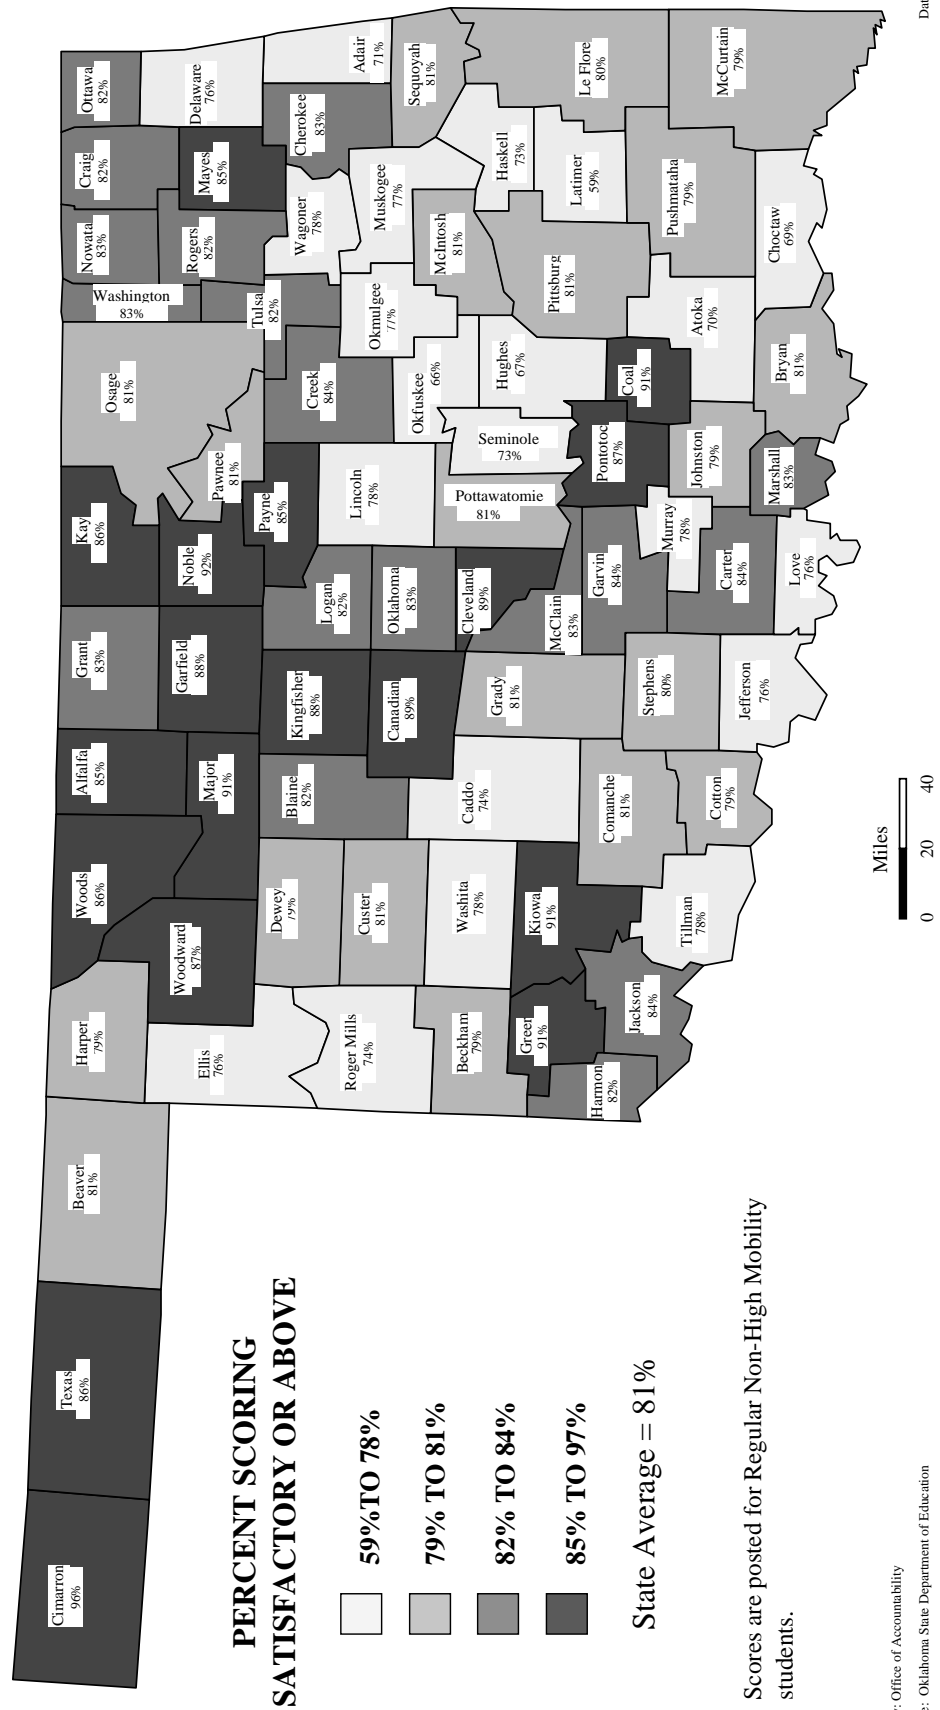 Cimarron
96%
Texas
86%
Beaver
81%
Harper
79%
Woods
86%
Alfalfa
85%
Grant
83%
Kay
86%
Osage
81%
Washington
83%
Nowata
83%
Craig
82%
Ottawa
82%
Ellis
76%
Woodward
87%
Major
91%
Garfield
88%
Noble
92%
Pawnee
81%
Rogers
82%
Mayes
85%
Delaware
76%
Roger Mills
74%
Dewey
79%
Blaine
82%
Kingfisher
88%
Logan
82%
Payne
85%
Creek
84%
Tulsa
82%
Wagoner
78%
Cherokee
83%
Adair
71%
Custer
81%
Canadian
89%
Oklahoma
83%
Lincoln
78%
Okfuskee
66%
Okmulgee
77%
Muskogee
77%
Sequoyah
81%
Beckham
79%
Washita
78%
Caddo
74%
Grady
81%
Cleveland
89%
McClain
83%
Pottawatomie
81%
Seminole
73%
Hughes
67%
McIntosh
81%
Haskell
73%
Greer
91%
Kiowa
91%
Comanche
81%
Stephens
80%
Garvin
84%
Pontotoc
87%
Coal
91%
Pittsburg
81%
Latimer
59%
Le Flore
80%
Harmon
82%
Jackson
84%
Tillman
78%
Cotton
79%
Jefferson
76%
Carter
84%
Murray
78%
Johnston
79%
Atoka
70%
Pushmataha
79%
McCurtain
79%
Love
76%
Marshall
83%
Bryan
81%
Choctaw
69%
PERCENT SCORING
SATISFACTORY OR ABOVE
59%TO 78%
79% TO 81%
82% TO 84%
85% TO 97%
State Average = 81%
Scores are posted for Regular Non-High Mobility
students.
Miles
0 20 40
: Office of Accountability
e: Oklahoma State Department of Education
Dat